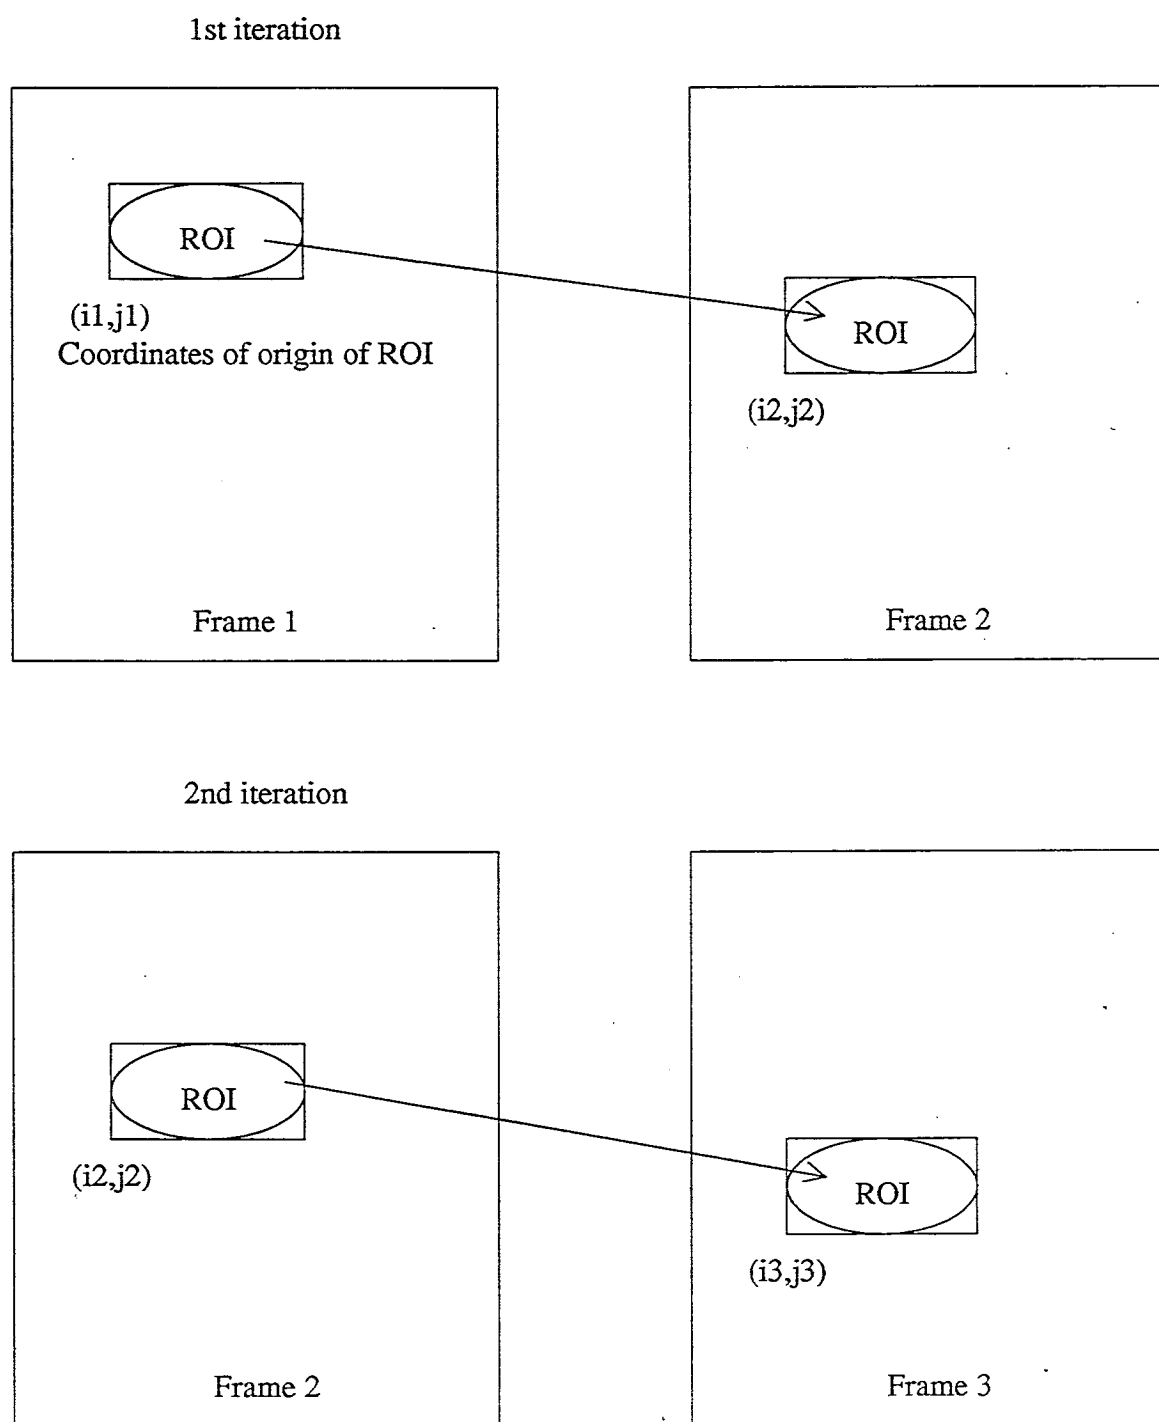 1st iteration
ROI
(i1,j1)
Coordinates of origin of ROI
Frame 1
ROI
(i2,j2)
Frame 2
2nd iteration
ROI
(i2,j2)
Frame 2
ROI
(i3,j3)
Frame 3